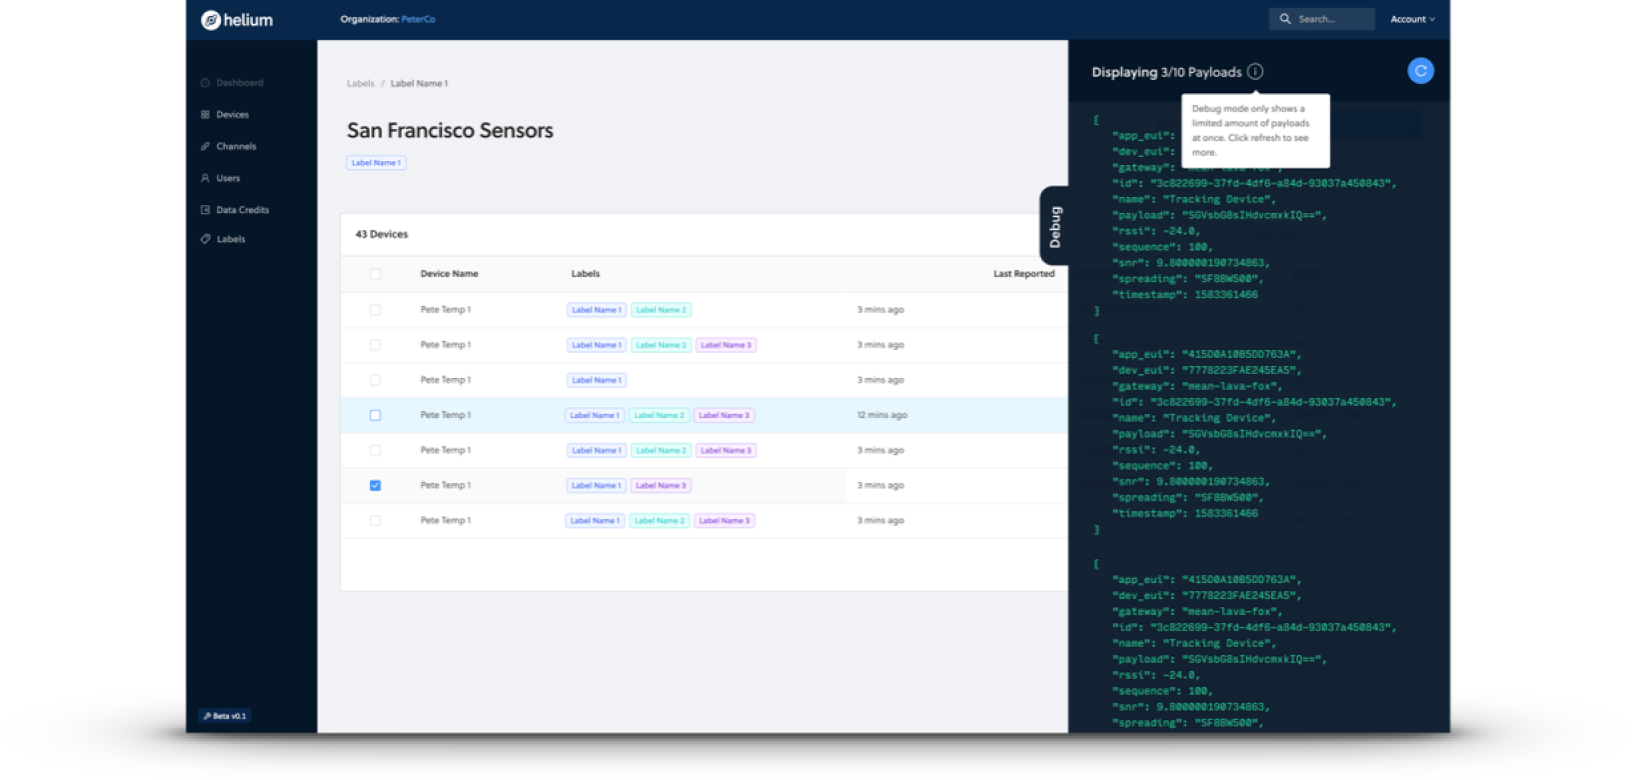 helium
Organization: PeterCo
Search...
Account
Dashboard
Devices
Channels
Users
Data Credits
Labels
Beta v0.1
Labels / Label Name 1
San Francisco Sensors
Label Name 1
43 Devices
Device Name Labels Last Reported
Pete Temp 1 Label Name 1 Label Name 2 3 mins ago
Pete Temp 1 Label Name 1 Label Name 2 Label Name 3 3 mins ago
Pete Temp 1 Label Name 1 3 mins ago
Pete Temp 1 Label Name 1 Label Name 2 Label Name 3 12 mins ago
Pete Temp 1 Label Name 1 Label Name 2 Label Name 3 3 mins ago
Pete Temp 1 Label Name 1 Label Name 3 3 mins ago
Pete Temp 1 Label Name 1 Label Name 2 Label Name 3 3 mins ago
Debug
Displaying 3/10 Payloads
Debug mode only shows a
limited amount of payloads
at once. Click refresh to see
more.
{
"app_eui":
"dev_eui":
"gateway": "mean-lava-fox",
"id": "3c822699-37fd-4df6-a84d-93037a450843",
"name": "Tracking Device",
"payload": "SGVsbG8sIHdvcmxkIQ==",
"rssi": -24.0,
"sequence": 100,
"snr": 9.800000190734863,
"spreading": "SF8BW500",
"timestamp": 1583361466
}
{
"app_eui": "415D0A10B5DD763A",
"dev_eui": "7778223FAE245EA5",
"gateway": "mean-lava-fox",
"id": "3c822699-37fd-4df6-a84d-93037a450843",
"name": "Tracking Device",
"payload": "SGVsbG8sIHdvcmxkIQ==",
"rssi": -24.0,
"sequence": 100,
"snr": 9.800000190734863,
"spreading": "SF8BW500",
"timestamp": 1583361466
}
{
"app_eui": "415D0A10B5DD763A",
"dev_eui": "7778223FAE245EA5",
"gateway": "mean-lava-fox",
"id": "3c822699-37fd-4df6-a84d-93037a450843",
"name": "Tracking Device",
"payload": "SGVsbG8sIHdvcmxkIQ==",
"rssi": -24.0,
"sequence": 100,
"snr": 9.800000190734863,
"spreading": "SF8BW500",